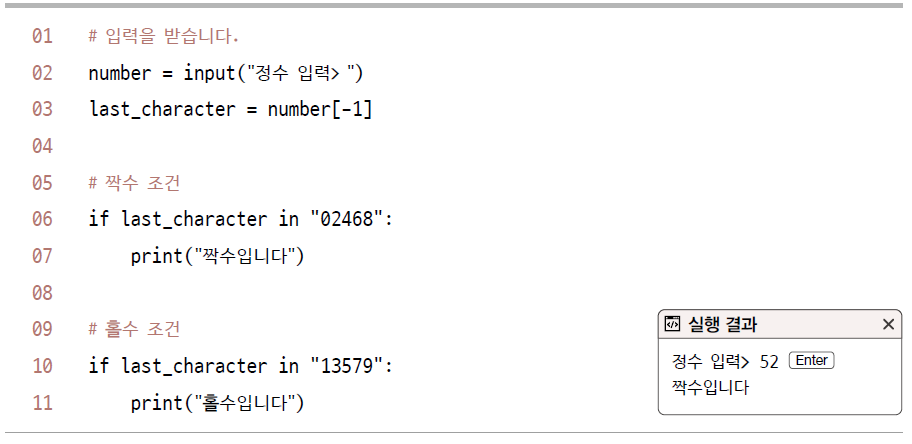 01 # 입력을 받습니다.
02 number = input("정수 입력> ")
03 last_character = number[-1]
04
05 # 짝수 조건
06 if last_character in "02468":
07     print("짝수입니다")
08
09 # 홀수 조건
10 if last_character in "13579":
11     print("홀수입니다")
실행 결과
정수 입력> 52 Enter
짝수입니다